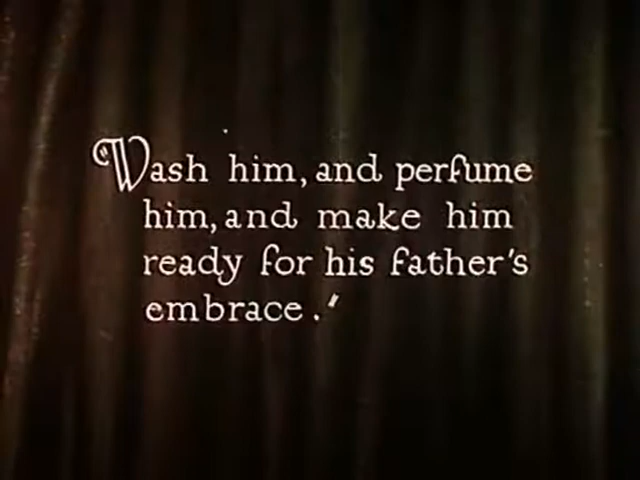 "Wash him, and perfume
him, and make him
ready for his father's
embrace."